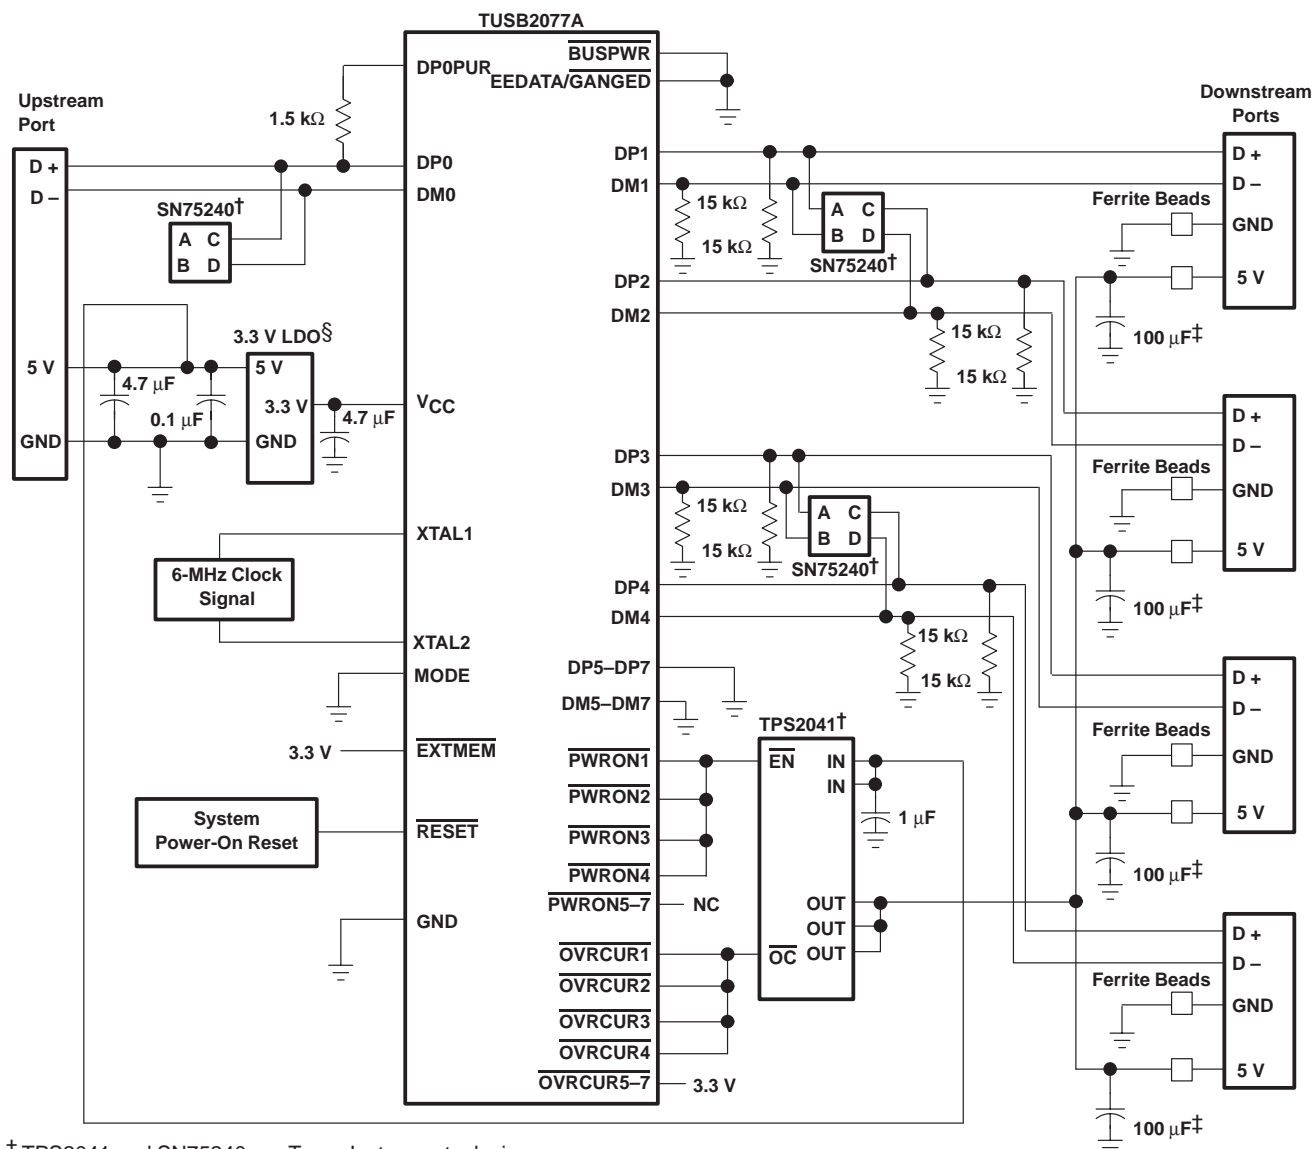 TUSB2077A
BUSPWR
EEDATA/GANGED
DP0PUR
Upstream
Port
1.5 kΩ
D +
D –
DP0
DM0
SN75240†
A C
B D
3.3 V LDO§
5 V
4.7 µF
0.1 µF
GND
5 V
3.3 V
GND
4.7 µF
VCC
XTAL1
6-MHz Clock
Signal
XTAL2
MODE
3.3 V
EXTMEM
System
Power-On Reset
RESET
GND
DP1
DM1
15 kΩ
15 kΩ
A C
B D
SN75240†
DP2
DM2
15 kΩ
15 kΩ
DP3
DM3
15 kΩ
15 kΩ
A C
B D
SN75240†
DP4
DM4
15 kΩ
15 kΩ
DP5–DP7
DM5–DM7
PWRON1
PWRON2
PWRON3
PWRON4
PWRON5–7
NC
OVRCUR1
OVRCUR2
OVRCUR3
OVRCUR4
OVRCUR5–7
3.3 V
TPS2041†
EN IN
IN
1 µF
OUT
OUT
OC OUT
Downstream
Ports
D +
D –
Ferrite Beads
GND
5 V
100 µF‡
D +
D –
Ferrite Beads
GND
5 V
100 µF‡
D +
D –
Ferrite Beads
GND
5 V
100 µF‡
D +
D –
Ferrite Beads
GND
5 V
100 µF‡